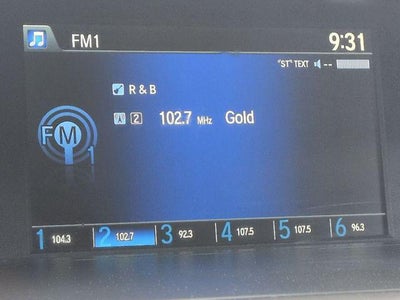 FM1 9:31
"ST" TEXT --
R & B
2 102.7 MHz Gold
FM 1
1 104.3 2 102.7 3 92.3 4 107.5 5 107.5 6 96.3